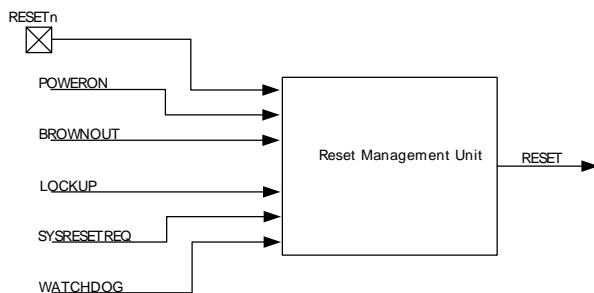 RESETn
POWERON
BROWNOUT
LOCKUP
SYSRESETREQ
WATCHDOG
Reset Management Unit
RESET